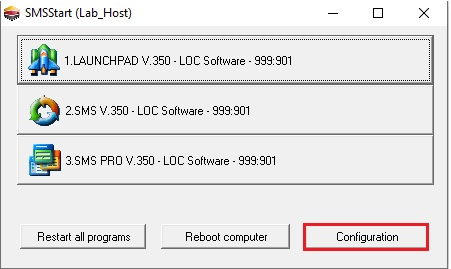 SMSStart (Lab_Host)
1.LAUNCHPAD V.350 - LOC Software - 999:901
2.SMS V.350 - LOC Software - 999:901
3.SMS PRO V.350 - LOC Software - 999:901
Restart all programs Reboot computer Configuration